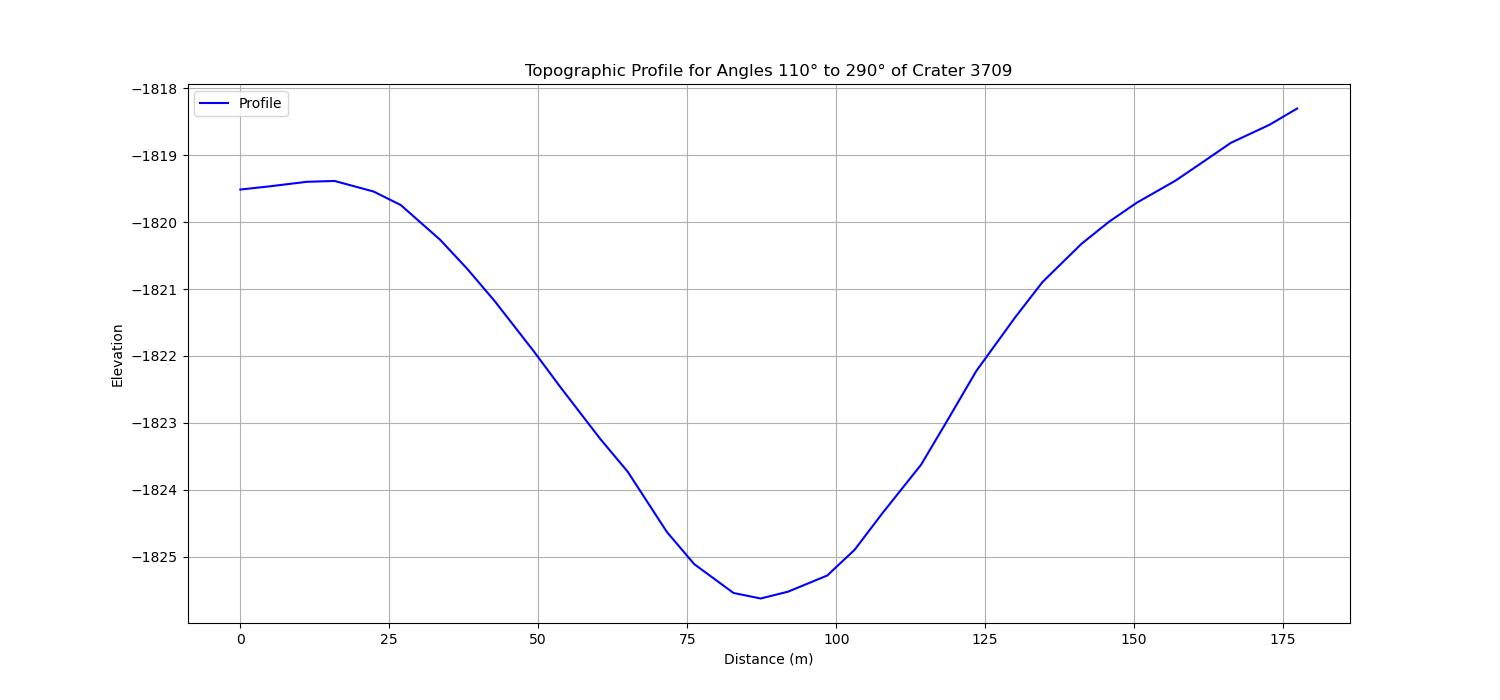 Topographic Profile for Angles 110° to 290° of Crater 3709
Profile
−1818
−1819
−1820
−1821
−1822
−1823
−1824
−1825
Elevation
0 25 50 75 100 125 150 175
Distance (m)